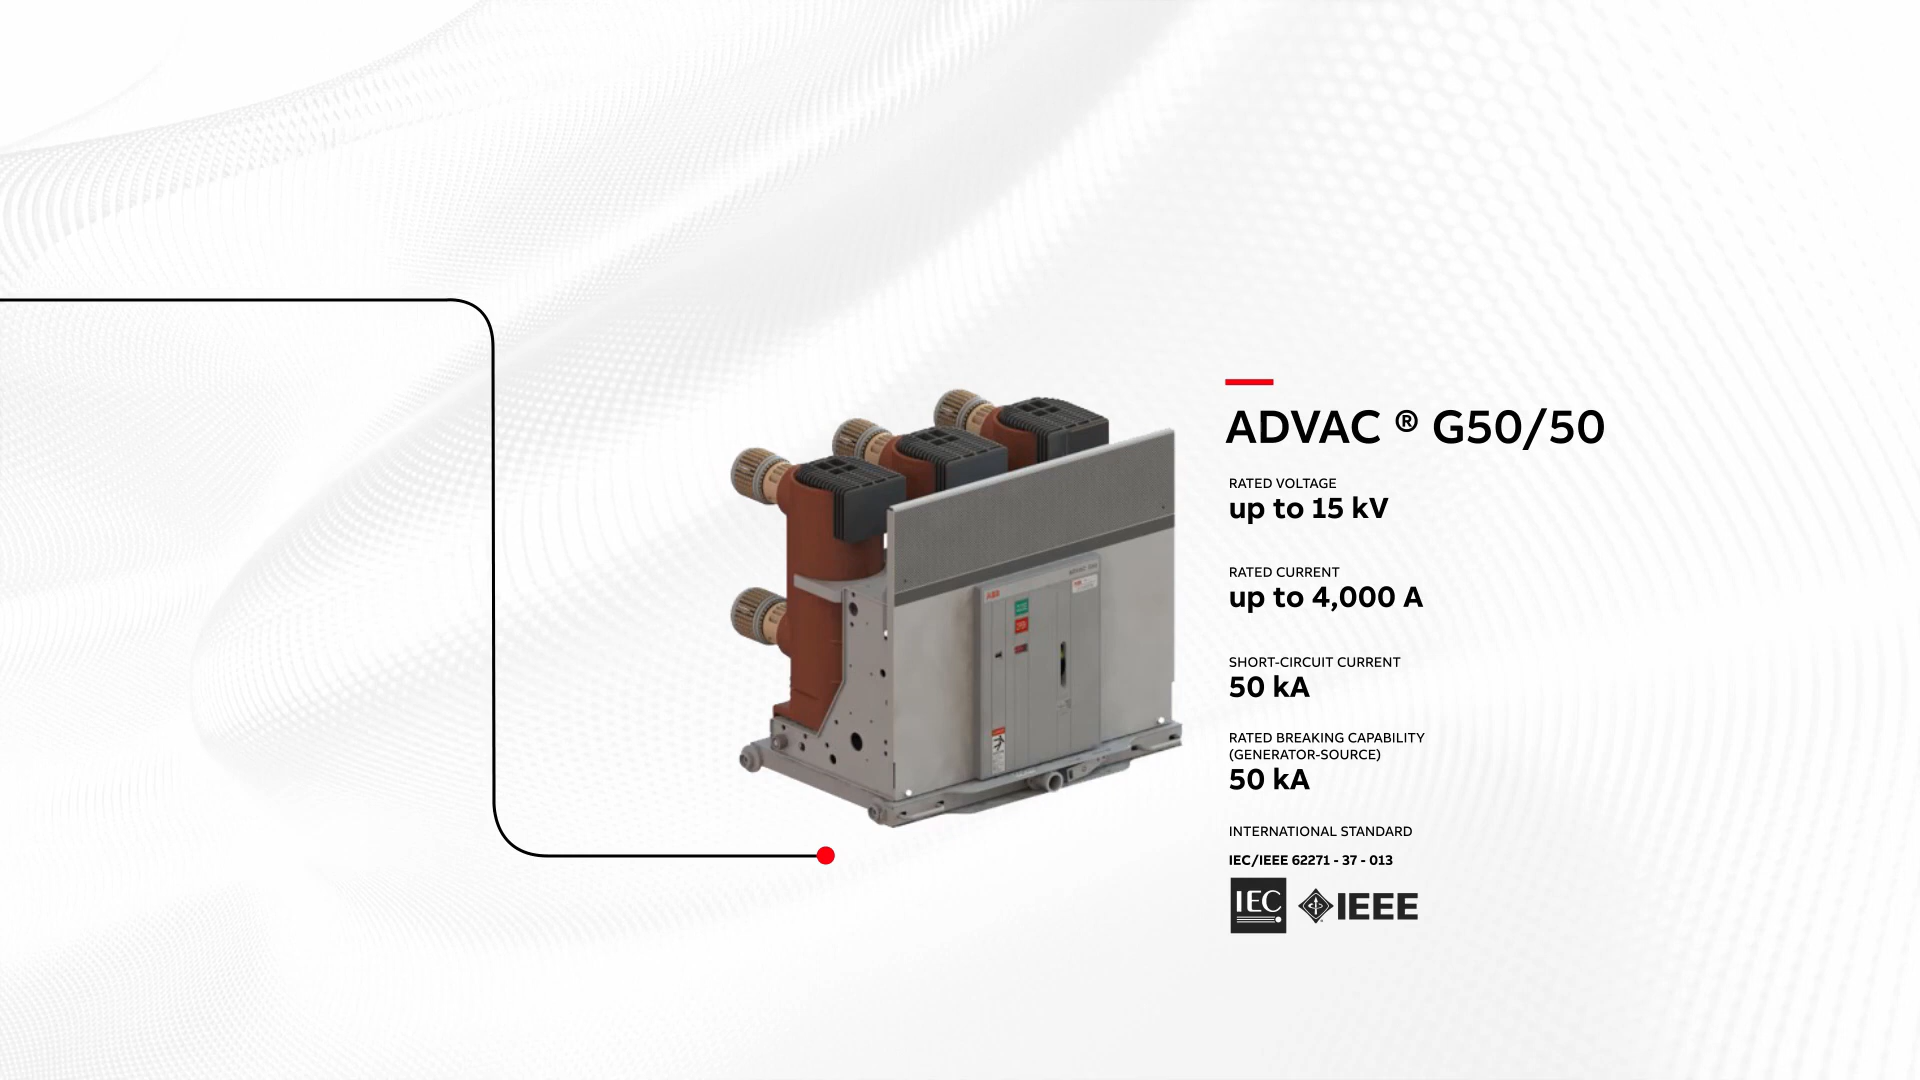 ADVAC ® G50/50
RATED VOLTAGE
up to 15 kV
RATED CURRENT
up to 4,000 A
SHORT-CIRCUIT CURRENT
50 kA
RATED BREAKING CAPABILITY
(GENERATOR-SOURCE)
50 kA
INTERNATIONAL STANDARD
IEC/IEEE 62271 - 37 - 013
IEC IEEE
ABB